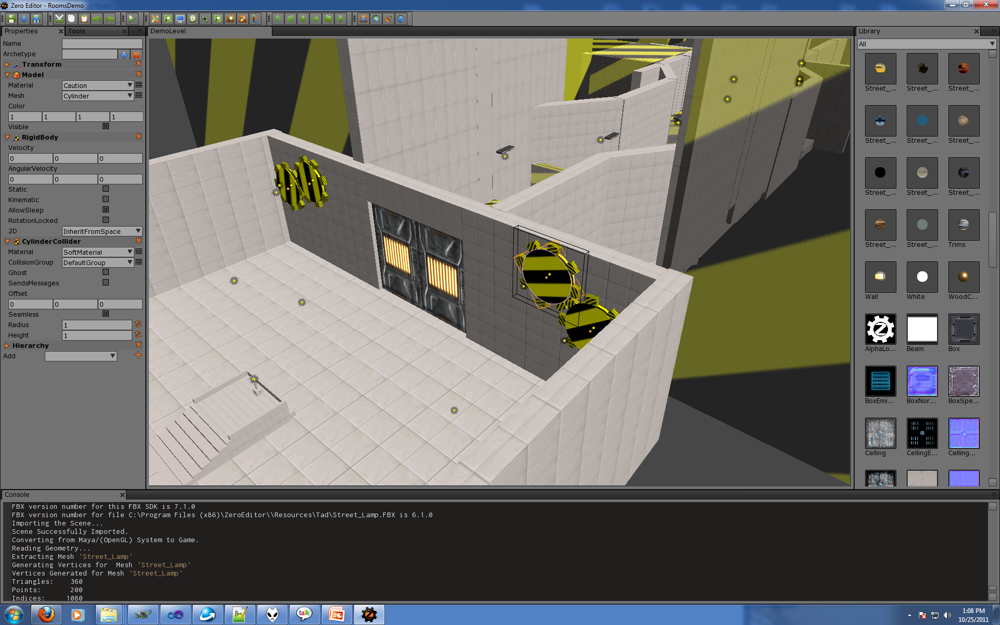 Zero Editor - RoomsDemo
Properties
Tools
DemoLevel
Library
Name
Archetype
Transform
Model
Material Caution
Mesh Cylinder
Color
1 1 1 1
Visible
RigidBody
Velocity
0 0 0
AngularVelocity
0 0 0
Static
Kinematic
AllowSleep
RotationLocked
2D InheritFromSpace
CylinderCollider
Material SoftMaterial
CollisionGroup DefaultGroup
Ghost
SendsMessages
Offset
0 0 0
Seamless
Radius 1
Height 1
Hierarchy
Add
All
Street_... Street_... Street_...
Street_... Street_... Street_...
Street_... Street_... Street_...
Street_... Street_... Trims
Wall White WoodC...
AlphaLo... Beam Box
BoxEmi... BoxNor... BoxSpe...
Celling CellingE... Celling...
Console
FBX version number for this FBX SDK is 7.1.0
FBX version number for file C:\Program Files (x86)\ZeroEditor\\Resources\Tad\Street_Lamp.FBX is 6.1.0
Importing the Scene...
Scene Successfully Imported.
Converting from Maya/(OpenGL) System to Game.
Reading Geometry...
Extracting Mesh 'Street_Lamp'
Generating Vertices for Mesh 'Street_Lamp'
Vertices Generated for Mesh 'Street_Lamp'
Triangles: 360
Points: 200
Indices: 1080
talk
1:08 PM
10/25/2011